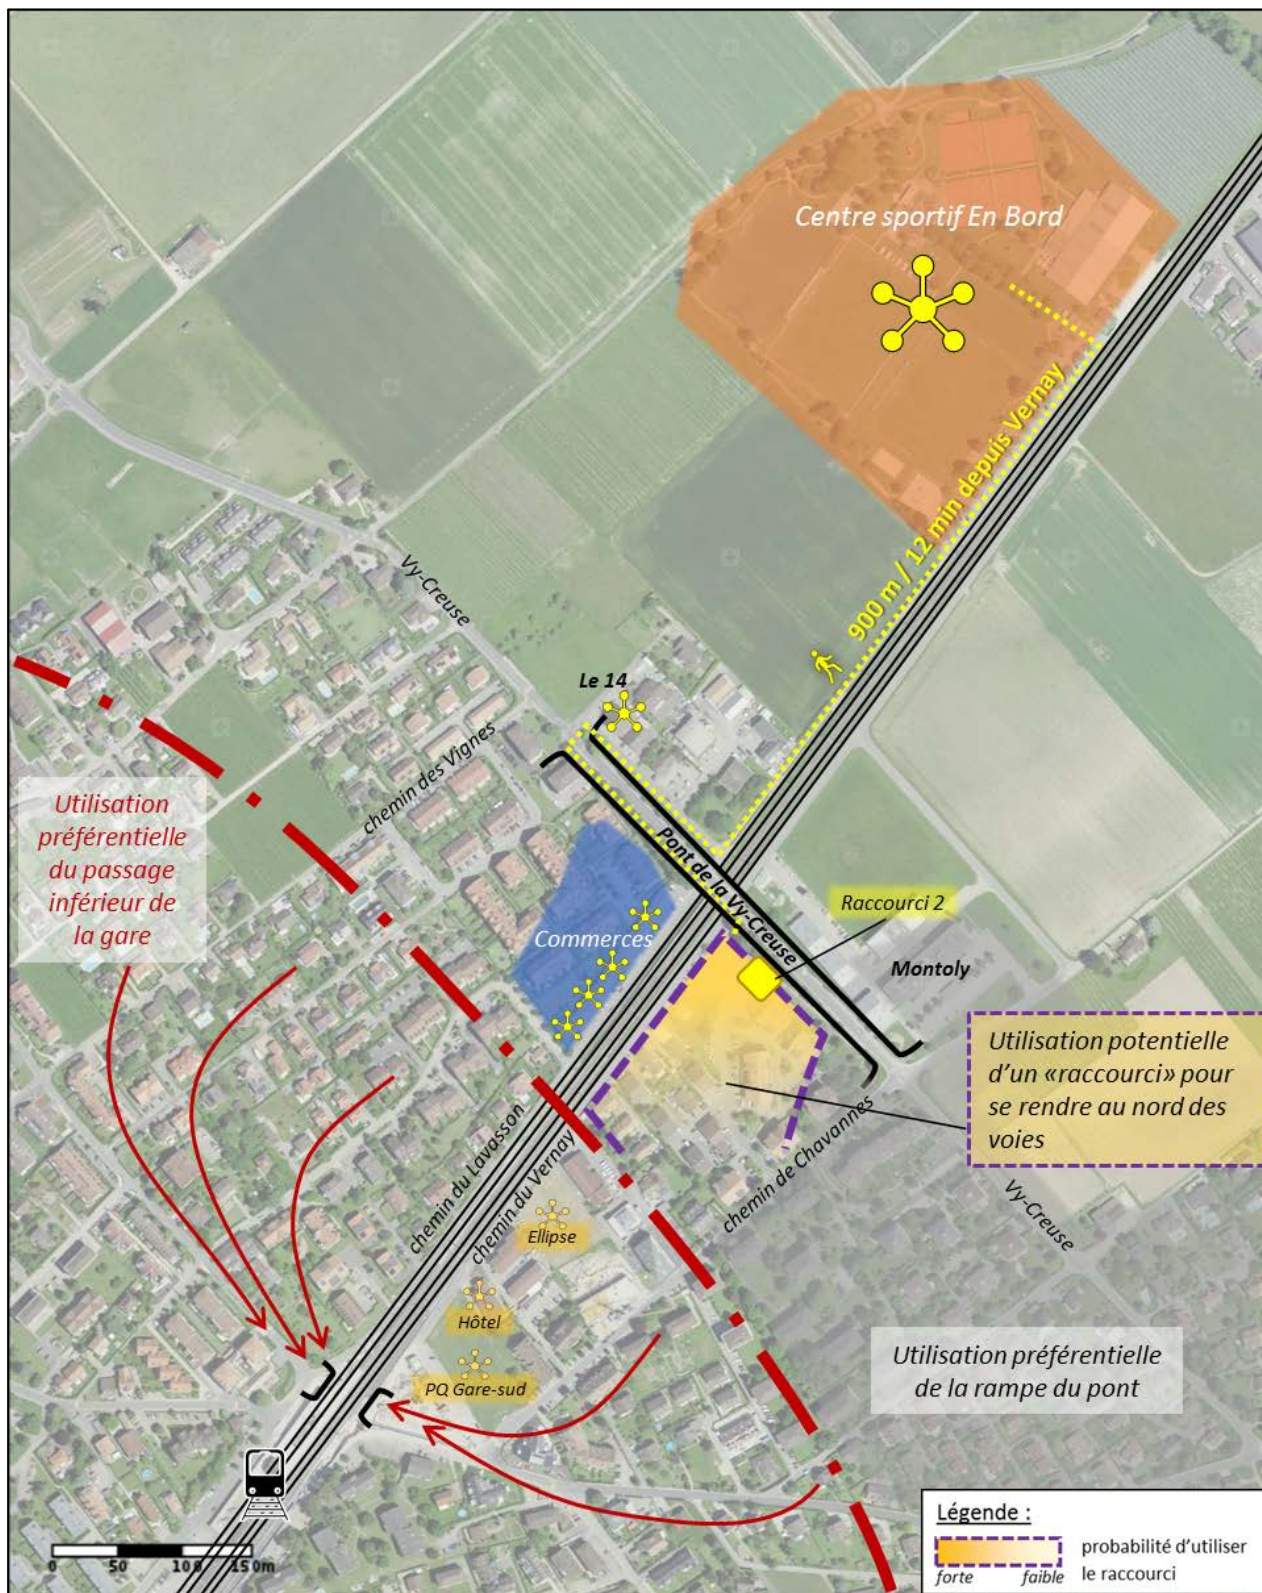 Centre sportif En Bord
900 m / 12 min depuis Vernay
Vy-Creuse
Le 14
chemin des Vignes
Utilisation
préférentielle
du passage
inférieur de
la gare
Pont de la Vy-Creuse
Raccourci 2
Commerces
Montoly
Utilisation potentielle
d'un «raccourci» pour
se rendre au nord des
voies
chemin du Lavasson
chemin du Vernay
chemin de Chavannes
Vy-Creuse
Ellipse
Hôtel
PQ Gare-sud
Utilisation préférentielle
de la rampe du pont
Légende :
probabilité d'utiliser
le raccourci
forte faible
0 50 100 150m